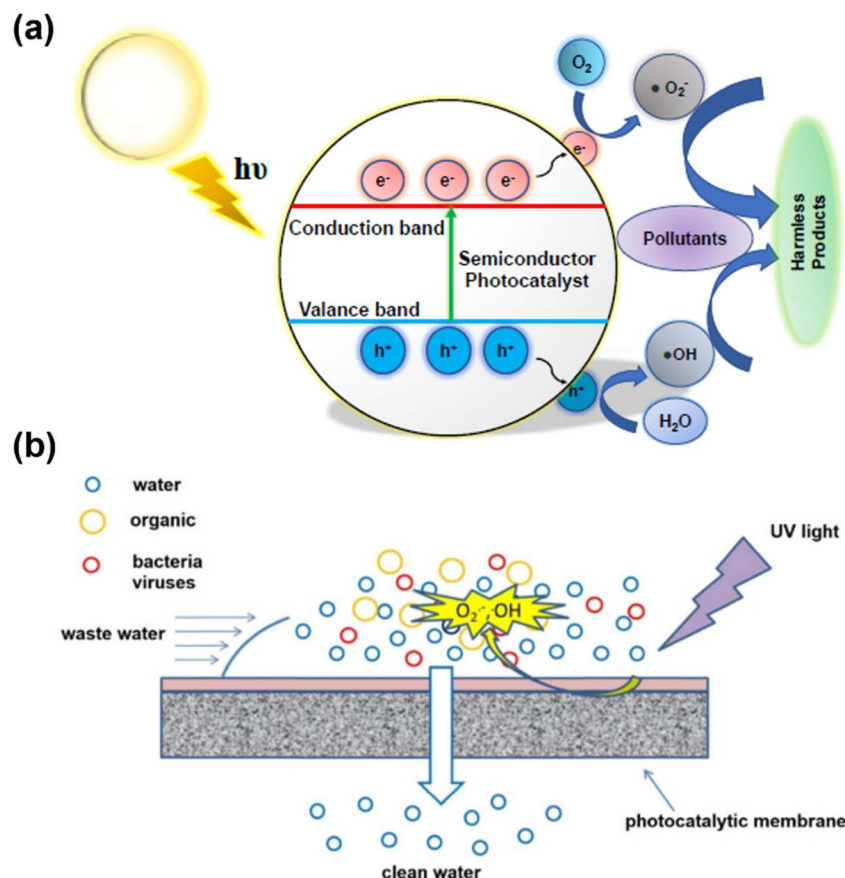 (a)
hυ
O₂
● O₂⁻
e⁻
e⁻ e⁻ e⁻
Conduction band
Semiconductor
Photocatalyst
Pollutants
Harmless
Products
Valance band
h⁺ h⁺ h⁺
h⁺
●OH
H₂O
(b)
water
organic
bacteria
viruses
UV light
O₂·⁻,·OH
waste water
photocatalytic membrane
clean water